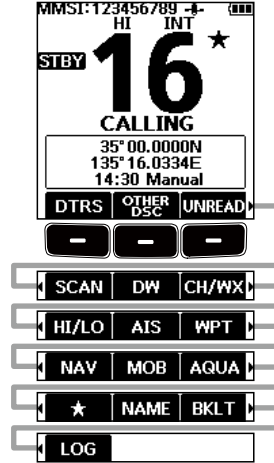 MMSI:123456789
HI INT
STBY 16 ★
CALLING
35°00.0000N
135°16.0334E
14:30 Manual
DTRS OTHER DSC UNREAD
SCAN DW CH/WX
HI/LO AIS WPT
NAV MOB AQUA
★ NAME BKLT
LOG